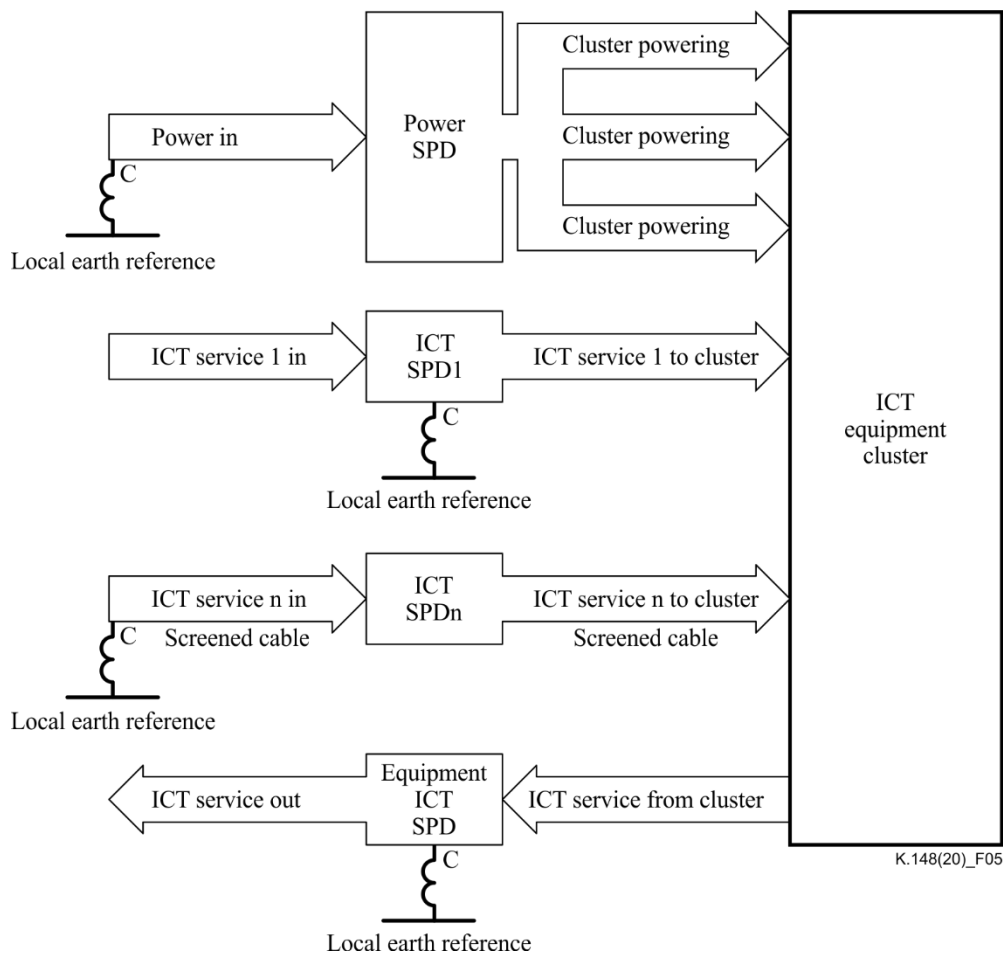 Cluster powering
Power in
Power
SPD
Cluster powering
Cluster powering
C
Local earth reference
ICT service 1 in
ICT
SPD1
ICT service 1 to cluster
C
Local earth reference
ICT
equipment
cluster
ICT service n in
Screened cable
ICT
SPDn
ICT service n to cluster
Screened cable
C
Local earth reference
ICT service out
Equipment
ICT
SPD
ICT service from cluster
C
Local earth reference
K.148(20)_F05